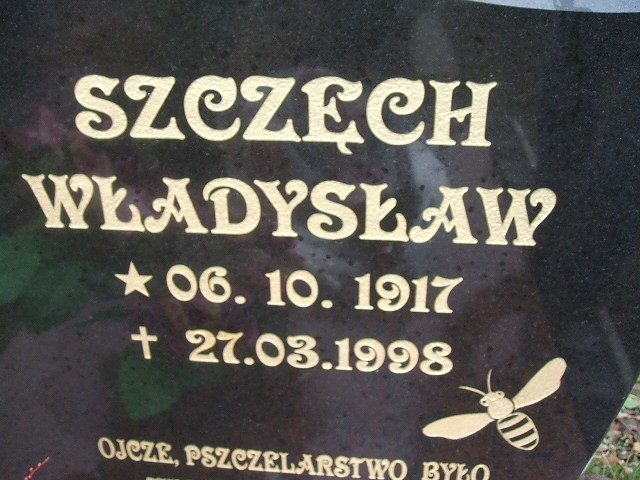 SZCZĘCH
WŁADYSŁAW
★ 06. 10. 1917
✝ 27.03.1998
OJCZE, PSZCZELARSTWO BYŁO